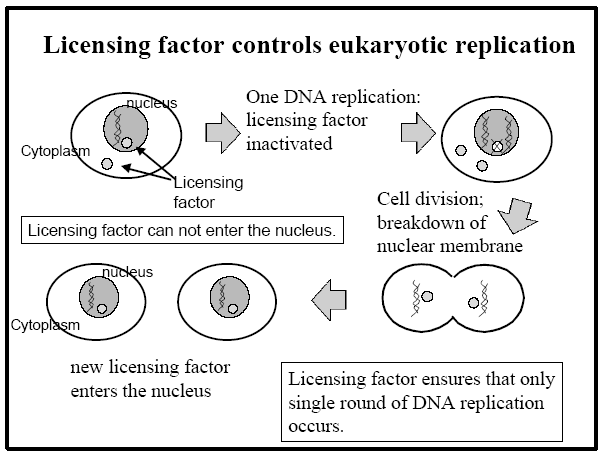 Licensing factor controls eukaryotic replication
nucleus
Cytoplasm
Licensing
factor
One DNA replication:
licensing factor
inactivated
Licensing factor can not enter the nucleus.
Cell division;
breakdown of
nuclear membrane
nucleus
Cytoplasm
new licensing factor
enters the nucleus
Licensing factor ensures that only
single round of DNA replication
occurs.